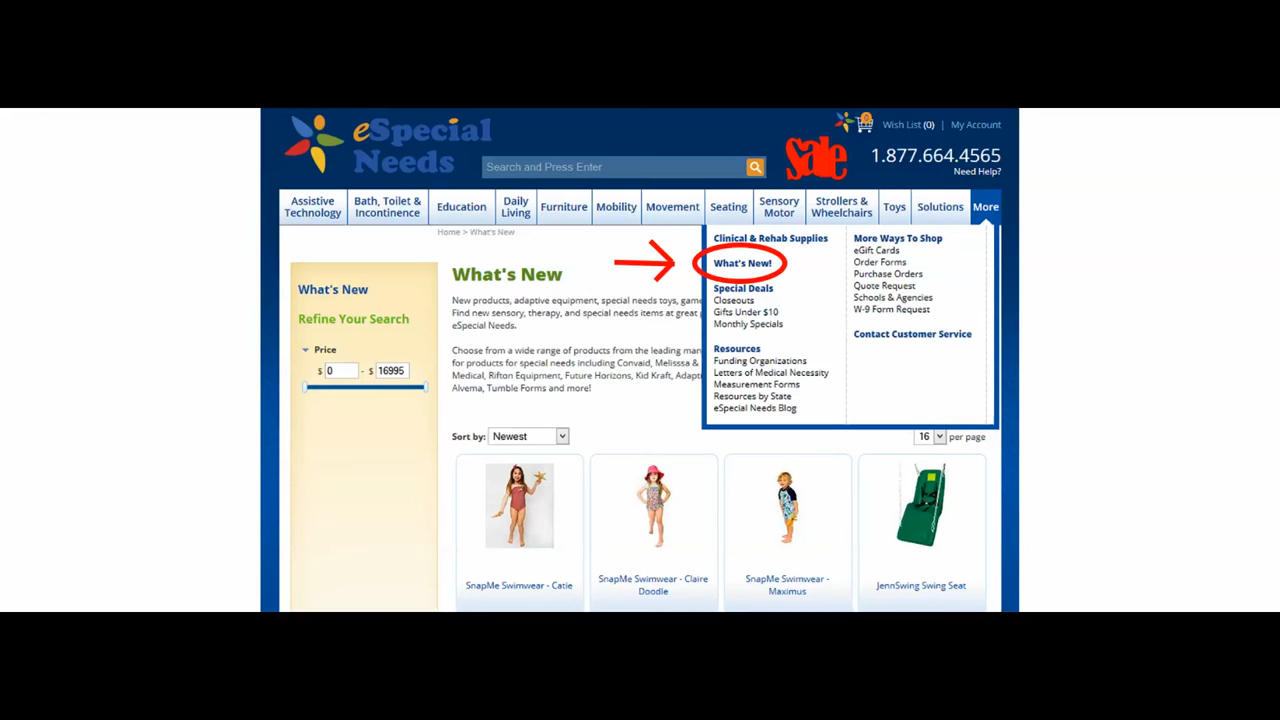 eSpecial
Needs
Search and Press Enter
sale
0
Wish List (0) | My Account
1.877.664.4565
Need Help?
Assistive
Technology
Bath, Toilet &
Incontinence
Education
Daily
Living
Furniture
Mobility
Movement
Seating
Sensory
Motor
Strollers &
Wheelchairs
Toys
Solutions
More
Home > What's New
What's New
Refine Your Search
Price
$ 0 - $ 16995
What's New
New products, adaptive equipment, special needs toys, game
Find new sensory, therapy, and special needs items at great
eSpecial Needs.
Choose from a wide range of products from the leading man
for products for special needs including Convaid, Melisssa &
Medical, Rifton Equipment, Future Horizons, Kid Kraft, Adapt
Alvema, Tumble Forms and more!
Clinical & Rehab Supplies
What's New!
Special Deals
Closeouts
Gifts Under $10
Monthly Specials
Resources
Funding Organizations
Letters of Medical Necessity
Measurement Forms
Resources by State
eSpecial Needs Blog
More Ways To Shop
eGift Cards
Order Forms
Purchase Orders
Quote Request
Schools & Agencies
W-9 Form Request
Contact Customer Service
Sort by: Newest
16 per page
SnapMe Swimwear - Catie
SnapMe Swimwear - Claire
Doodle
SnapMe Swimwear -
Maximus
JennSwing Swing Seat